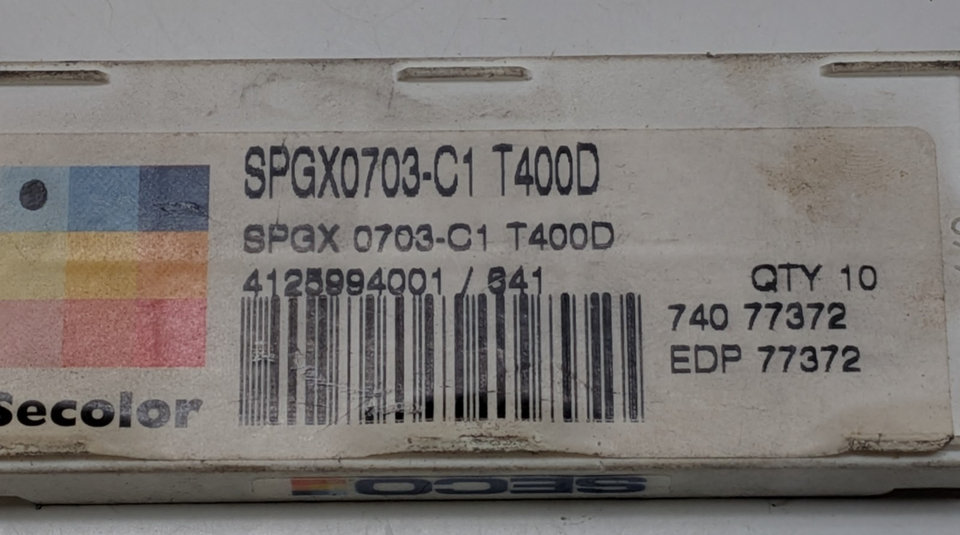 SPGX0703-C1 T400D
SPGX 0703-C1 T400D
4125994001 / 641
QTY 10
740 77372
EDP 77372
Secolor
SECO